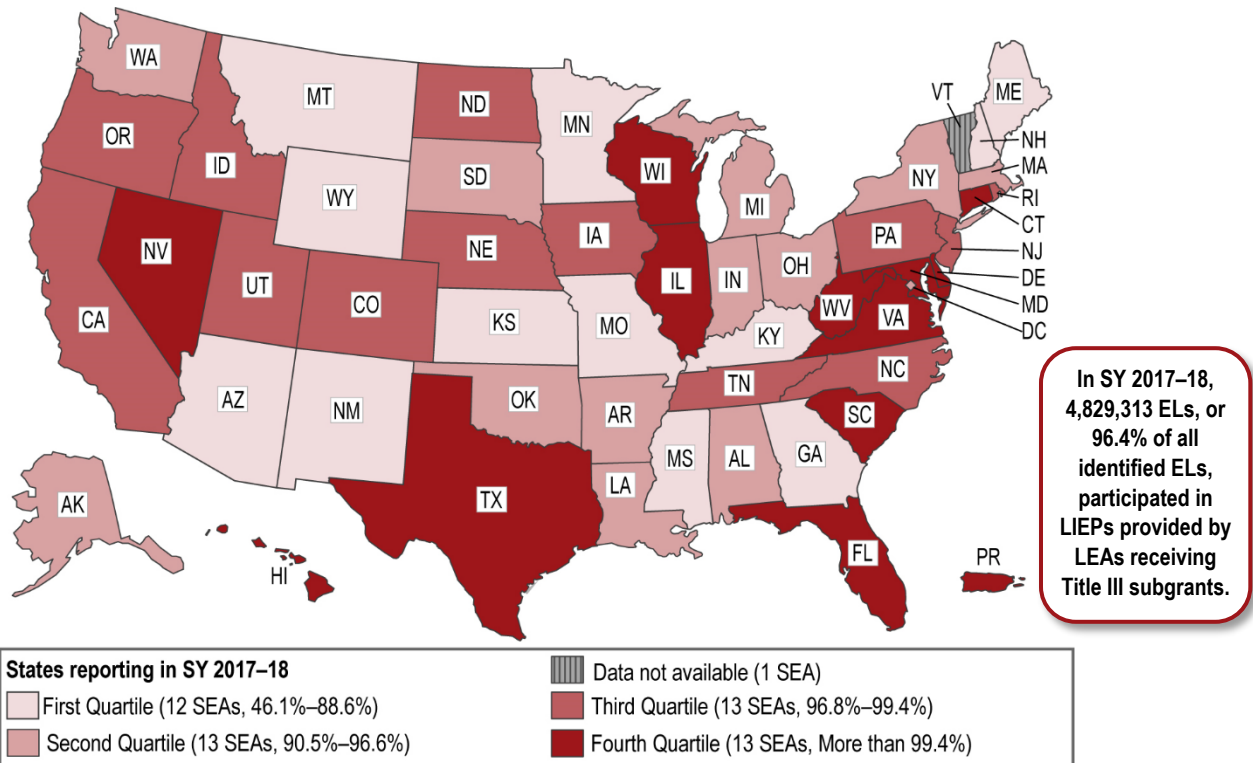 WA
MT
ND
MN
VT
ME
OR
ID
SD
WI
NH
MA
NY
MI
RI
WY
CT
NE
IA
PA
NJ
NV
UT
CO
IL
IN
OH
DE
MD
DC
CA
KS
MO
WV
VA
KY
AZ
NM
OK
AR
TN
NC
SC
MS
AL
GA
LA
TX
AK
HI
FL
PR
In SY 2017–18,
4,829,313 ELs, or
96.4% of all
identified ELs,
participated in
LIEPs provided by
LEAs receiving
Title III subgrants.
States reporting in SY 2017–18
First Quartile (12 SEAs, 46.1%–88.6%)
Second Quartile (13 SEAs, 90.5%–96.6%)
Data not available (1 SEA)
Third Quartile (13 SEAs, 96.8%–99.4%)
Fourth Quartile (13 SEAs, More than 99.4%)